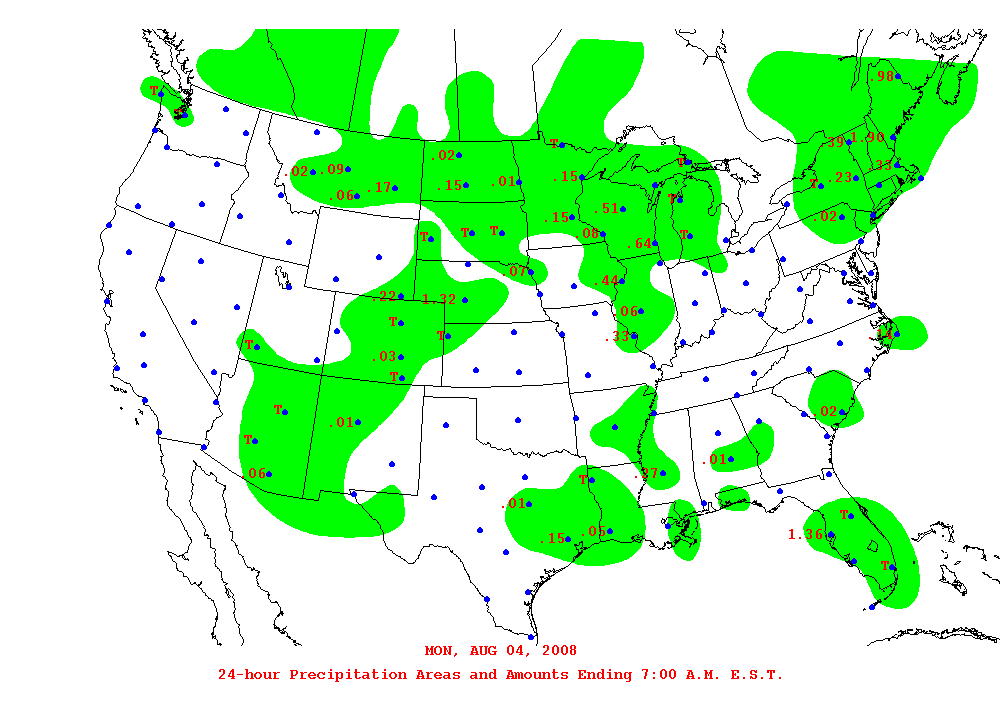 .98
T
.39 1.90
.02 .09 .02 T T .33
.06 .17 .15 .01 .15 T .23
.15 .51 T .02
T T T .08 .64 T
.07
.22 1.32 .44
T .06
T T .33 .14
.03
T
T .01 .02
T
.06 .01
T .37
.01
T
1.36
.15 .05
T
MON, AUG 04, 2008
24-hour Precipitation Areas and Amounts Ending 7:00 A.M. E.S.T.